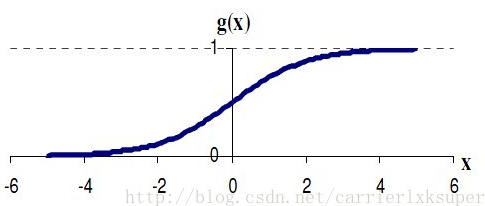 g(x)
1
0
x
-6 -4 -2 0 2 4 6
http://blog.csdn.net/carrierlxksuper